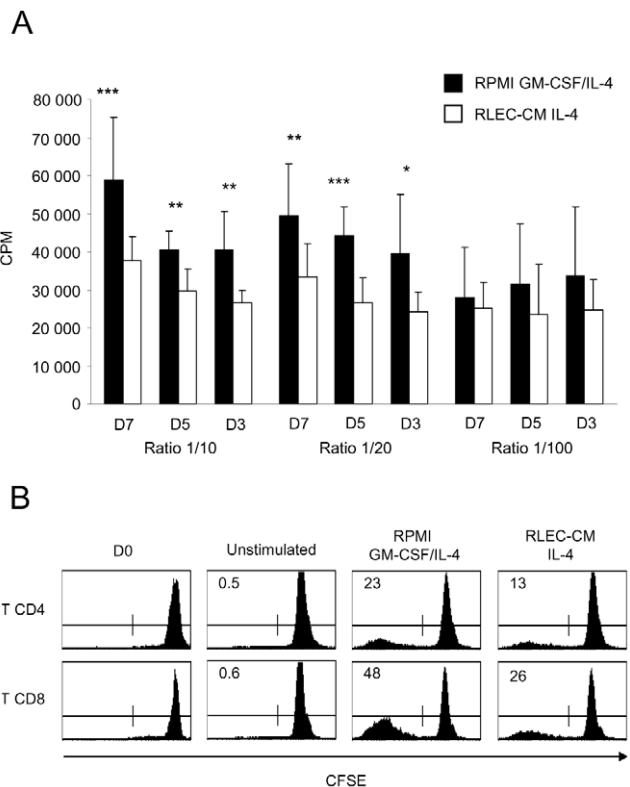 A
RPMI GM-CSF/IL-4
RLEC-CM IL-4
CPM
80 000
70 000
60 000
50 000
40 000
30 000
20 000
10 000
0
***
**
**
**
***
*
D7
D5
D3
D7
D5
D3
D7
D5
D3
Ratio 1/10
Ratio 1/20
Ratio 1/100
B
D0
Unstimulated
RPMI
GM-CSF/IL-4
RLEC-CM
IL-4
T CD4
0.5
23
13
T CD8
0.6
48
26
CFSE